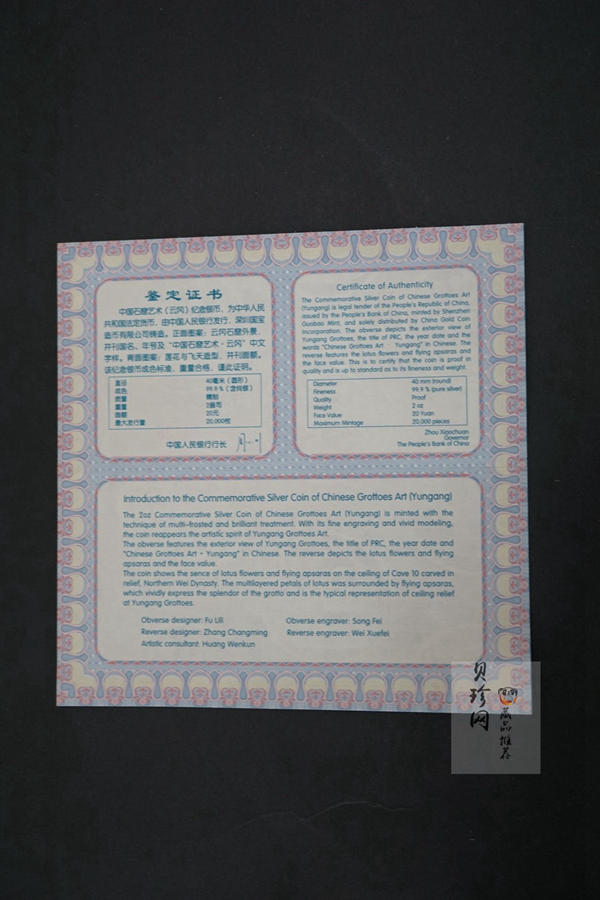 鉴定证书
中国石窟艺术（云冈）纪念银币，为中华人民
共和国法定货币，由中国人民银行发行，深圳国宝
造币有限公司铸造。正面图案：云冈石窟外景，
并刊国名、年号及“中国石窟艺术·云冈”中文
字样。背面图案：莲花与飞天造型，并刊面额。
该纪念银币成色标准、重量合格，谨此证明。
直径 40毫米（圆形）
成色 99.9%（含纯银）
质量 精制
重量 2盎司
面额 20元
最大发行量 20,000枚
中国人民银行行长
Certificate of Authenticity
The Commemorative Silver Coin of Chinese Grottoes Art
(Yungang) is legal tender of the People's Republic of China,
issued by the People's Bank of China, minted by Shenzhen
Guobao Mint, and solely distributed by China Gold Coin
Incorporation. The obverse depicts the exterior view of
Yungang Grottoes, the title of PRC, the year date and the
words "Chinese Grottoes Art · Yungang" in Chinese. The
reverse features the lotus flowers and flying apsaras and
the face value. This is to certify that the coin is proof in
quality and is up to standard as to its fineness and weight.
Diameter 40 mm (round)
Fineness 99.9 % (pure silver)
Quality Proof
Weight 2 oz
Face Value 20 Yuan
Maximum Mintage 20,000 pieces
Zhou Xiaochuan
Governor
The People's Bank of China
Introduction to the Commemorative Silver Coin of Chinese Grottoes Art (Yungang)
The 2oz Commemorative Silver Coin of Chinese Grottoes Art (Yungang) is minted with the
technique of multi-frosted and brilliant treatment. With its fine engraving and vivid modeling,
the coin reappears the artistic spirit of Yungang Grottoes Art.
The obverse features the exterior view of Yungang Grottoes, the title of PRC, the year date and
"Chinese Grottoes Art · Yungang" in Chinese. The reverse depicts the lotus flowers and flying
apsaras and the face value.
The coin shows the sence of lotus flowers and flying apsaras on the ceiling of Cave 10 carved in
relief, Northern Wei Dynasty. The multilayered petals of lotus was surrounded by flying apsaras,
which vividly express the splendor of the grotto and is the typical representation of ceiling relief
at Yungang Grottoes.
Obverse designer: Fu Lili Obverse engraver: Song Fei
Reverse designer: Zhang Changming Reverse engraver: Wei Xuefei
Artistic consultant: Huang Wenkun
贝珍网
藏品推荐